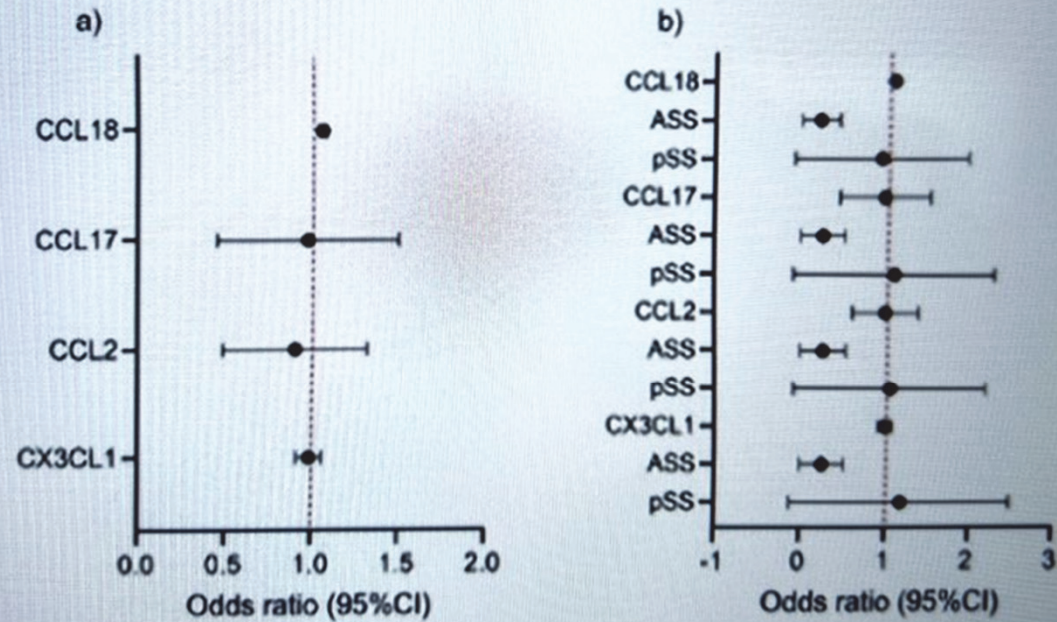 a)
CCL18
CCL17
CCL2
CX3CL1
0.0 0.5 1.0 1.5 2.0
Odds ratio (95%CI)
b)
CCL18
ASS
pSS
CCL17
ASS
pSS
CCL2
ASS
pSS
CX3CL1
ASS
pSS
-1 0 1 2 3
Odds ratio (95%CI)